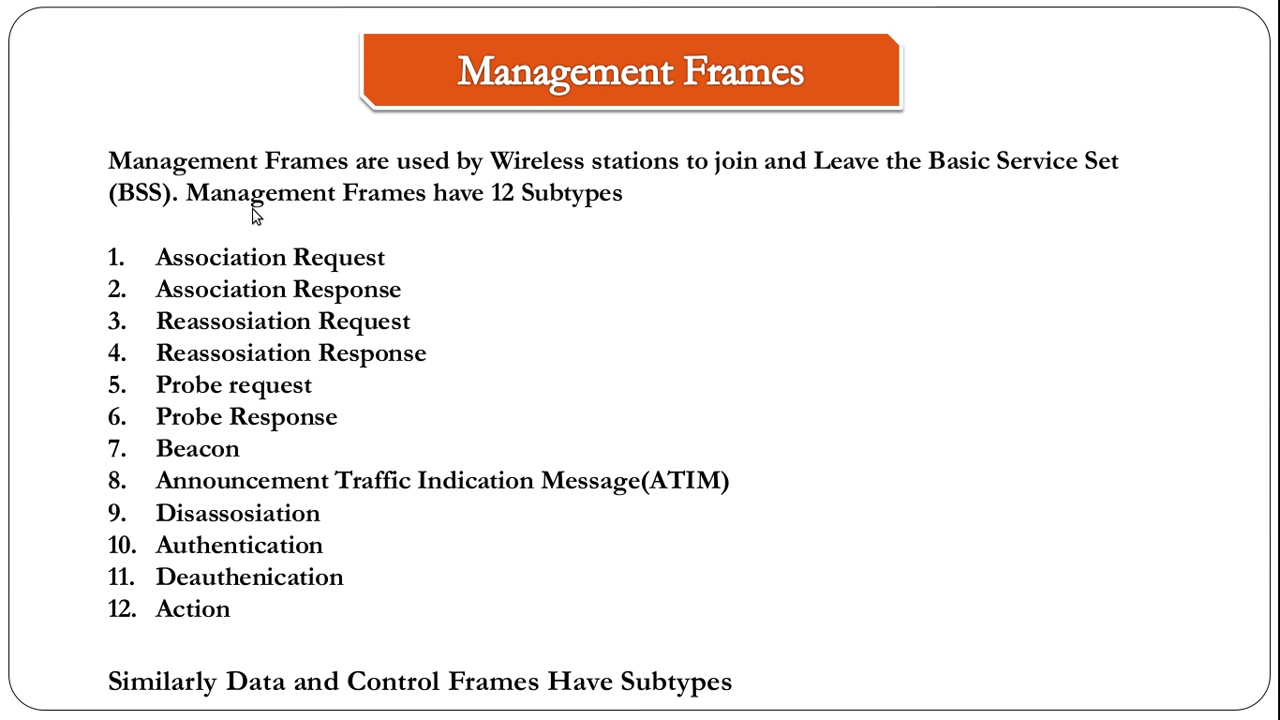 Management Frames
Management Frames are used by Wireless stations to join and Leave the Basic Service Set
(BSS). Management Frames have 12 Subtypes
1. Association Request
2. Association Response
3. Reassosiation Request
4. Reassosiation Response
5. Probe request
6. Probe Response
7. Beacon
8. Announcement Traffic Indication Message(ATIM)
9. Disassosiation
10. Authentication
11. Deauthenication
12. Action
Similarly Data and Control Frames Have Subtypes